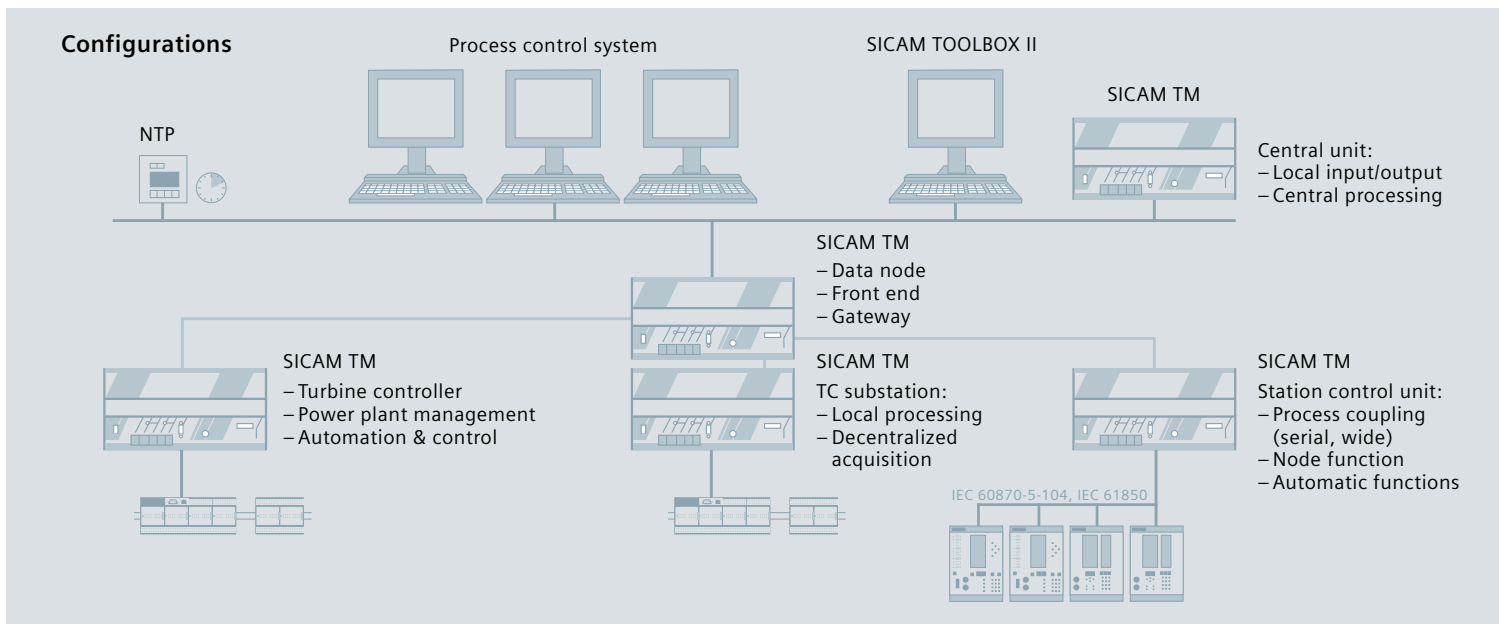 Configurations
Process control system
SICAM TOOLBOX II
SICAM TM
NTP
Central unit:
– Local input/output
– Central processing
SICAM TM
– Data node
– Front end
– Gateway
SICAM TM
– Turbine controller
– Power plant management
– Automation & control
SICAM TM
TC substation:
– Local processing
– Decentralized
acquisition
SICAM TM
Station control unit:
– Process coupling
(serial, wide)
– Node function
– Automatic functions
IEC 60870-5-104, IEC 61850